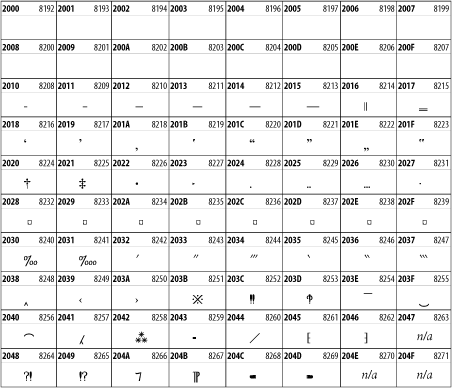 2000 8192 2001 8193 2002 8194 2003 8195 2004 8196 2005 8197 2006 8198 2007 8199
2008 8200 2009 8201 200A 8202 200B 8203 200C 8204 200D 8205 200E 8206 200F 8207
2010 8208 2011 8209 2012 8210 2013 8211 2014 8212 2015 8213 2016 8214 2017 8215
‐ ‑ ‒ – — ― ‖ ‗
2018 8216 2019 8217 201A 8218 201B 8219 201C 8220 201D 8221 201E 8222 201F 8223
‘ ’ ‚ ‛ “ ” „ ‟
2020 8224 2021 8225 2022 8226 2023 8227 2024 8228 2025 8229 2026 8230 2027 8231
† ‡ • ‣ ․ ‥ … ‧
2028 8232 2029 8233 202A 8234 202B 8235 202C 8236 202D 8237 202E 8238 202F 8239
▫ ▫ ▫ ▫ ▫ ▫ ▫ ▫
2030 8240 2031 8241 2032 8242 2033 8243 2034 8244 2035 8245 2036 8246 2037 8247
‰ ‱ ′ ″ ‴ ‵ ‶ ‷
2038 8248 2039 8249 203A 8250 203B 8251 203C 8252 203D 8253 203E 8254 203F 8255
‸ ‹ › ※ ‼ ‽ ‾ ‿
2040 8256 2041 8257 2042 8258 2043 8259 2044 8260 2045 8261 2046 8262 2047 8263
⁀ ⁁ ⁂ ⁃ ⁄ ⁅ ⁆ n/a
2048 8264 2049 8265 204A 8266 204B 8267 204C 8268 204D 8269 204E 8270 204F 8271
⁈ ⁉ ⁊ ⁋ ⁌ ⁍ n/a n/a